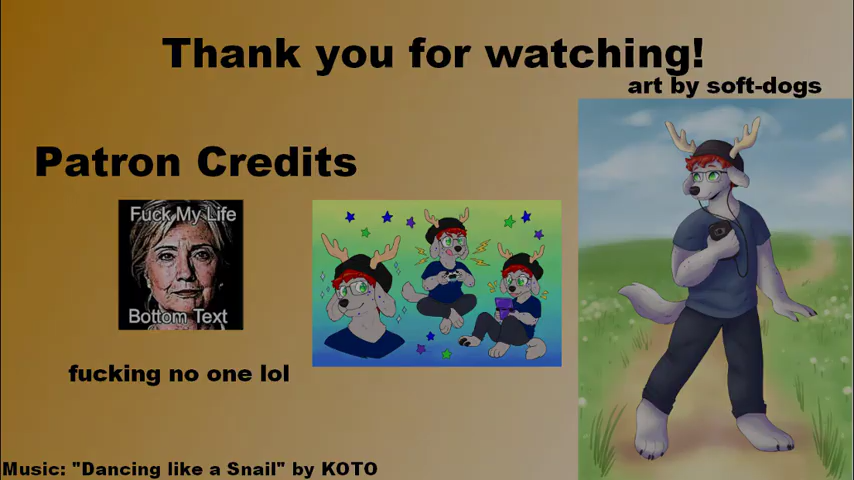 Thank you for watching!
art by soft-dogs
Patron Credits
Fuck My Life
Bottom Text
fucking no one lol
Music: "Dancing like a Snail" by KOTO